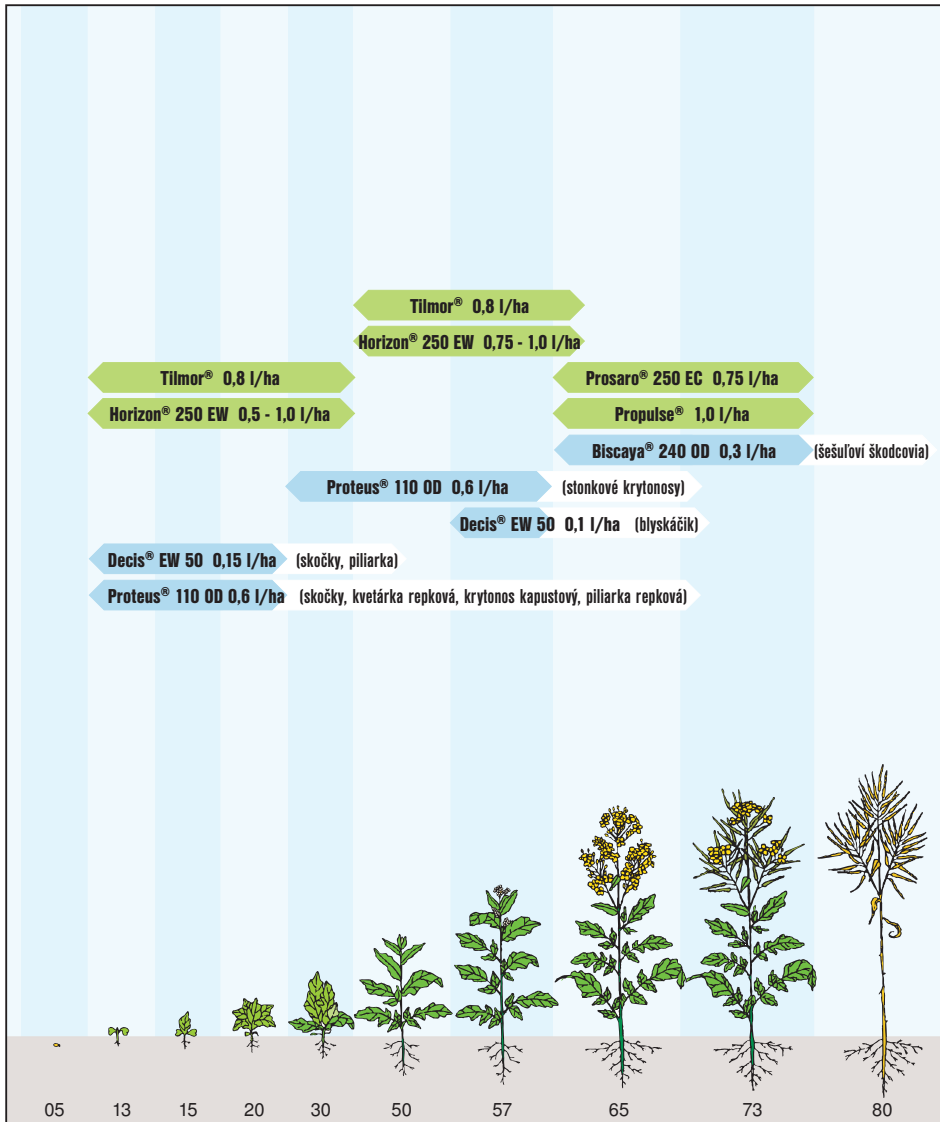 Tilmor® 0,8 l/ha
Horizon® 250 EW 0,75 - 1,0 l/ha
Tilmor® 0,8 l/ha
Prosaro® 250 EC 0,75 l/ha
Horizon® 250 EW 0,5 - 1,0 l/ha
Propulse® 1,0 l/ha
Biscaya® 240 OD 0,3 l/ha (šešuľoví škodcovia)
Proteus® 110 OD 0,6 l/ha (stonkové krytonosy)
Decis® EW 50 0,1 l/ha (blyskáčik)
Decis® EW 50 0,15 l/ha (skočky, piliarka)
Proteus® 110 OD 0,6 l/ha (skočky, kvetárka repková, krytonos kapustový, piliarka repková)
05 13 15 20 30 50 57 65 73 80